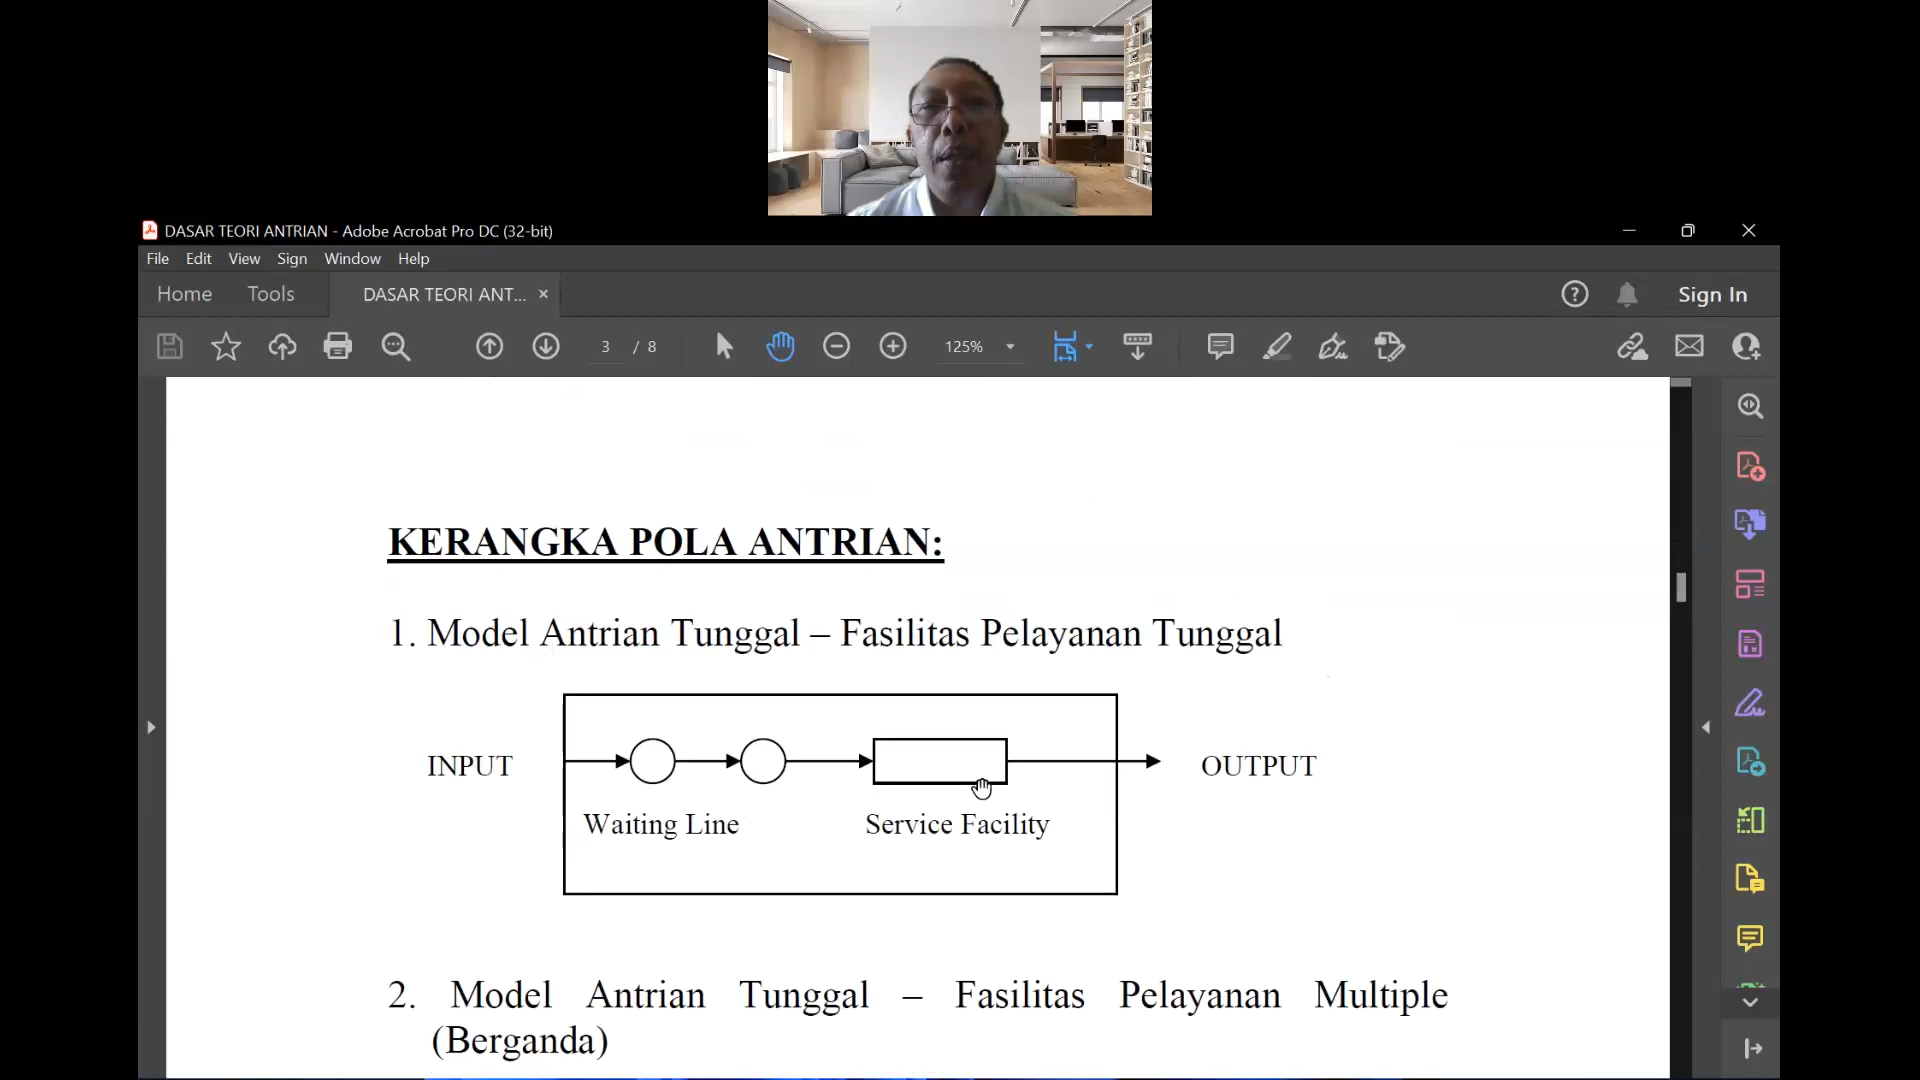 DASAR TEORI ANTRIAN - Adobe Acrobat Pro DC (32-bit)
File Edit View Sign Window Help
Home Tools DASAR TEORI ANT... × Sign In
3 / 8 125%
KERANGKA POLA ANTRIAN:
1. Model Antrian Tunggal – Fasilitas Pelayanan Tunggal
INPUT OUTPUT
Waiting Line Service Facility
2. Model Antrian Tunggal – Fasilitas Pelayanan Multiple
(Berganda)